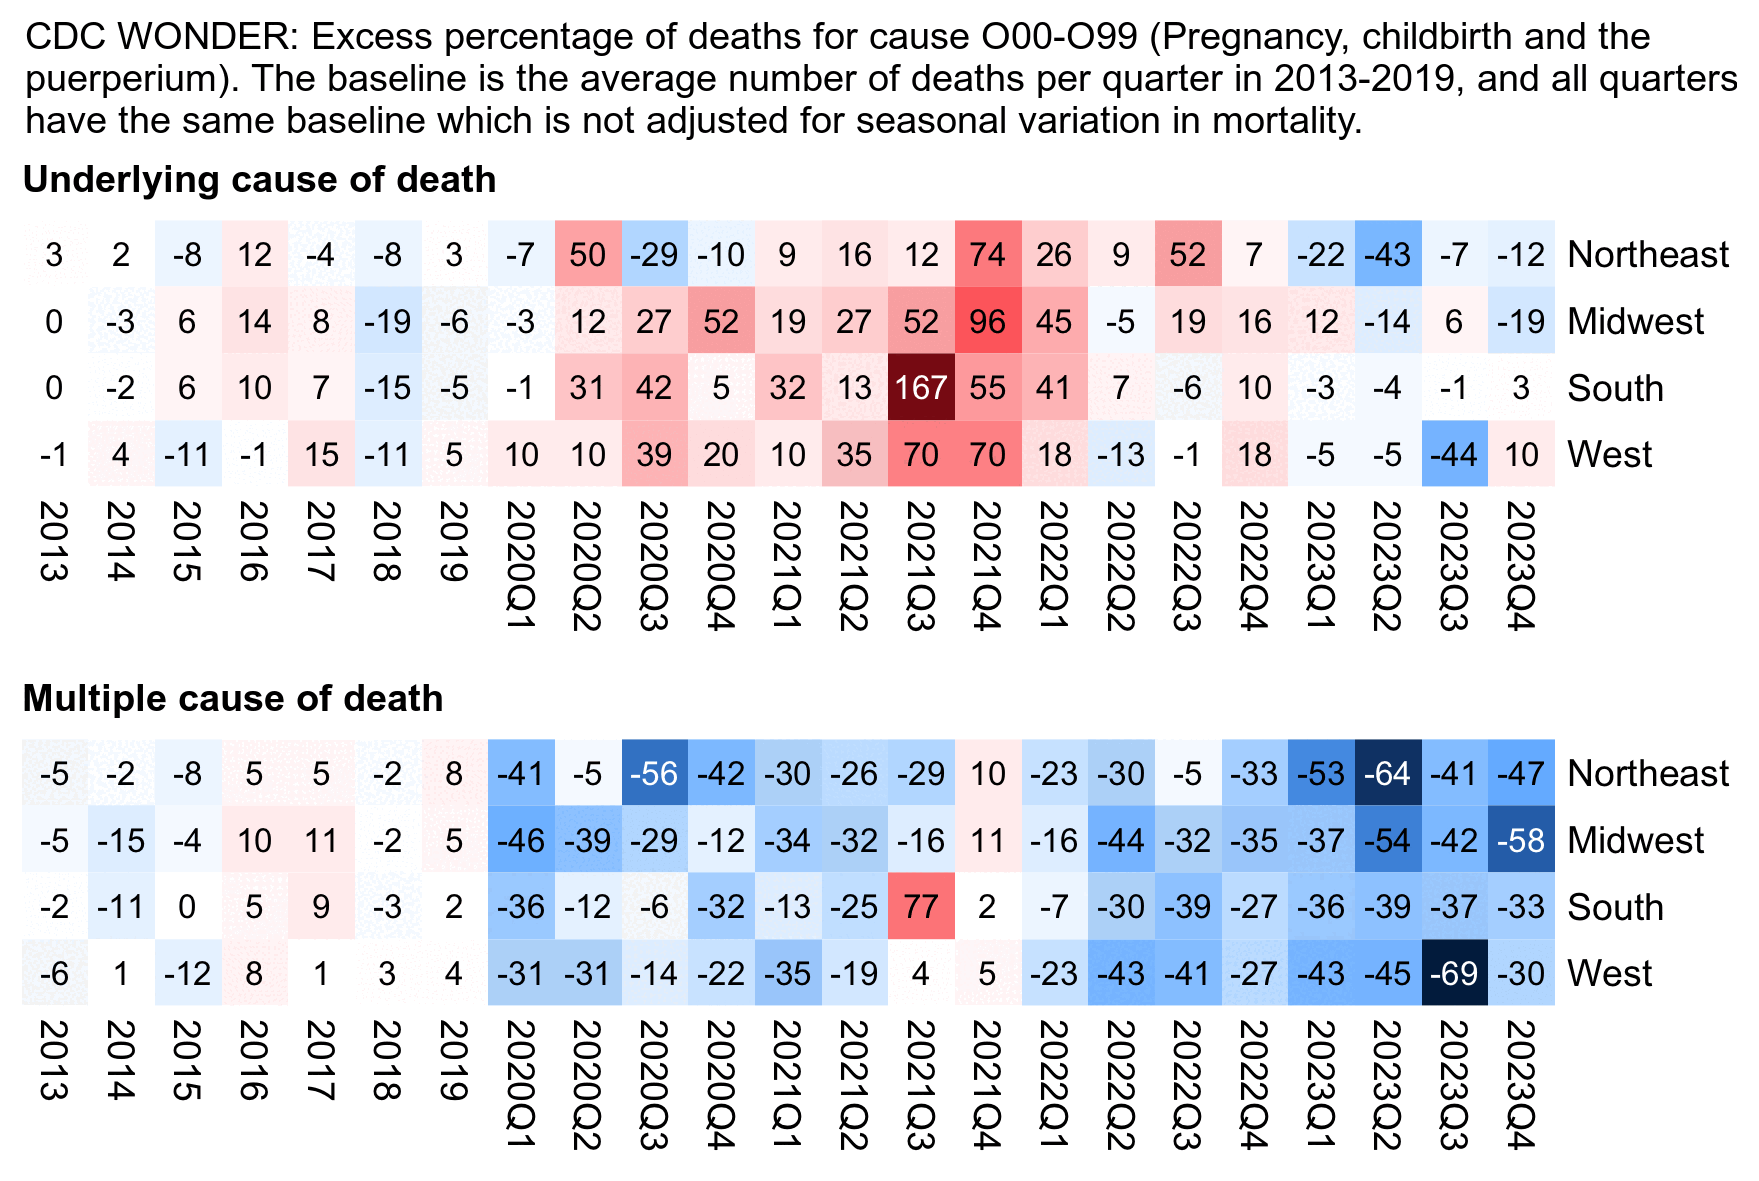 CDC WONDER: Excess percentage of deaths for cause O00-O99 (Pregnancy, childbirth and the
puerperium). The baseline is the average number of deaths per quarter in 2013-2019, and all quarters
have the same baseline which is not adjusted for seasonal variation in mortality.
Underlying cause of death
3 2 -8 12 -4 -8 3 -7 50 -29 -10 9 16 12 74 26 9 52 7 -22 -43 -7 -12 Northeast
0 -3 6 14 8 -19 -6 -3 12 27 52 19 27 52 96 45 -5 19 16 12 -14 6 -19 Midwest
0 -2 6 10 7 -15 -5 -1 31 42 5 32 13 167 55 41 7 -6 10 -3 -4 -1 3 South
-1 4 -11 -1 15 -11 5 10 10 39 20 10 35 70 70 18 -13 -1 18 -5 -5 -44 10 West
2013 2014 2015 2016 2017 2018 2019 2020Q1 2020Q2 2020Q3 2020Q4 2021Q1 2021Q2 2021Q3 2021Q4 2022Q1 2022Q2 2022Q3 2022Q4 2023Q1 2023Q2 2023Q3 2023Q4
Multiple cause of death
-5 -2 -8 5 5 -2 8 -41 -5 -56 -42 -30 -26 -29 10 -23 -30 -5 -33 -53 -64 -41 -47 Northeast
-5 -15 -4 10 11 -2 5 -46 -39 -29 -12 -34 -32 -16 11 -16 -44 -32 -35 -37 -54 -42 -58 Midwest
-2 -11 0 5 9 -3 2 -36 -12 -6 -32 -13 -25 77 2 -7 -30 -39 -27 -36 -39 -37 -33 South
-6 1 -12 8 1 3 4 -31 -31 -14 -22 -35 -19 4 5 -23 -43 -41 -27 -43 -45 -69 -30 West
2013 2014 2015 2016 2017 2018 2019 2020Q1 2020Q2 2020Q3 2020Q4 2021Q1 2021Q2 2021Q3 2021Q4 2022Q1 2022Q2 2022Q3 2022Q4 2023Q1 2023Q2 2023Q3 2023Q4